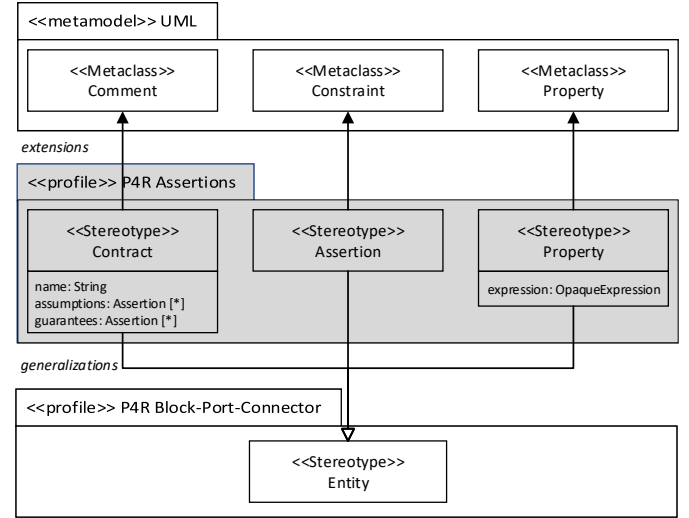 <<metamodel>> UML
<<Metaclass>>
Comment
<<Metaclass>>
Constraint
<<Metaclass>>
Property
extensions
<<profile>> P4R Assertions
<<Stereotype>>
Contract
name: String
assumptions: Assertion [*]
guarantees: Assertion [*]
<<Stereotype>>
Assertion
<<Stereotype>>
Property
expression: OpaqueExpression
generalizations
<<profile>> P4R Block-Port-Connector
<<Stereotype>>
Entity